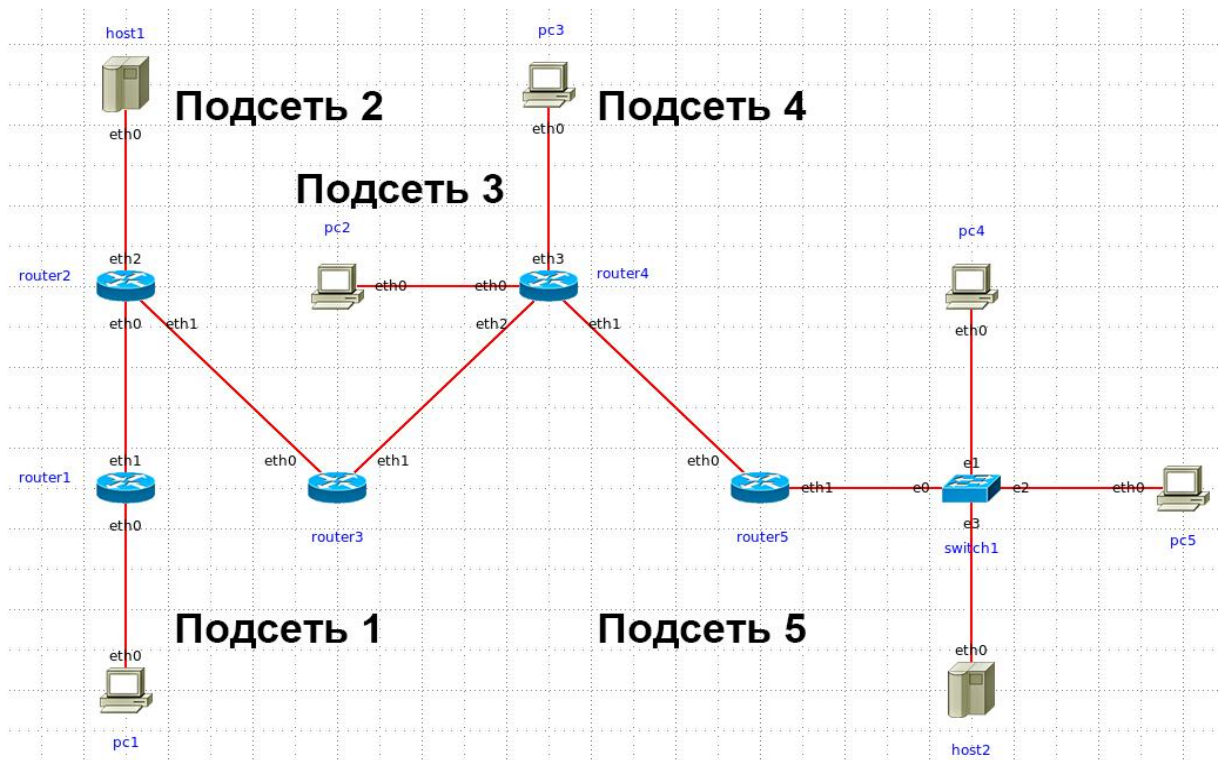 host1
pc3
Подсеть 2
Подсеть 4
eth0
eth0
Подсеть 3
pc2
pc4
eth2
eth3
router2
router4
eth0
eth0
eth0
eth1
eth2
eth1
eth0
eth1
eth0
eth1
eth0
e1
router1
eth1
e0
e2
eth0
eth0
e3
router3
router5
switch1
pc5
Подсеть 1
Подсеть 5
eth0
eth0
pc1
host2